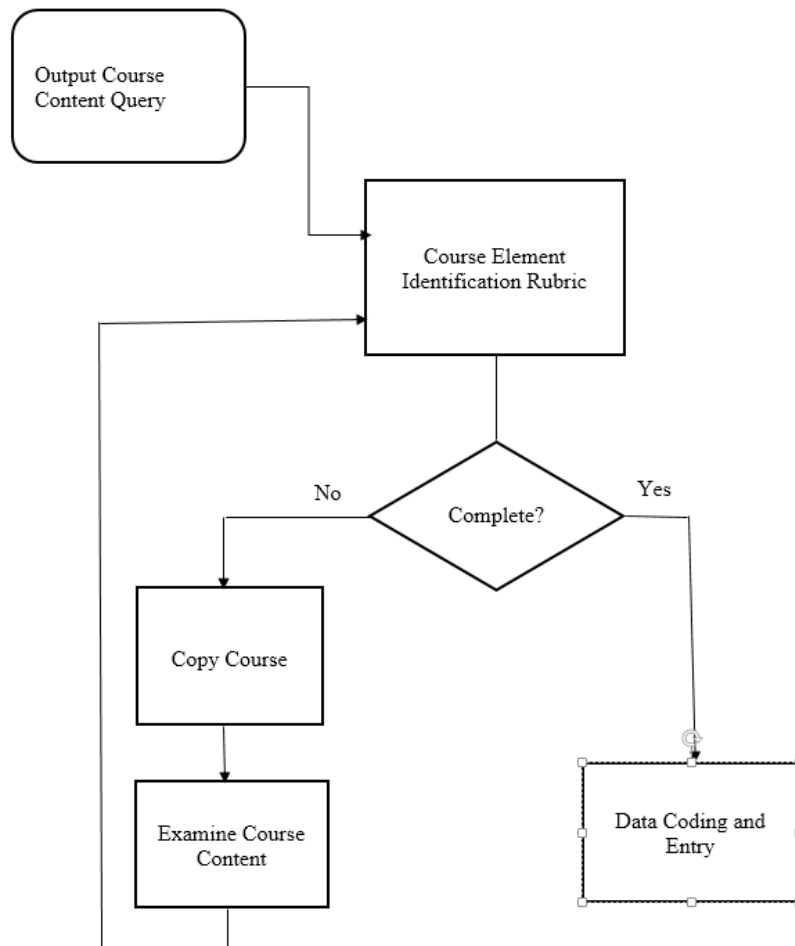 Output Course
Content Query
Course Element
Identification Rubric
No
Complete?
Yes
Copy Course
Examine Course
Content
Data Coding and
Entry